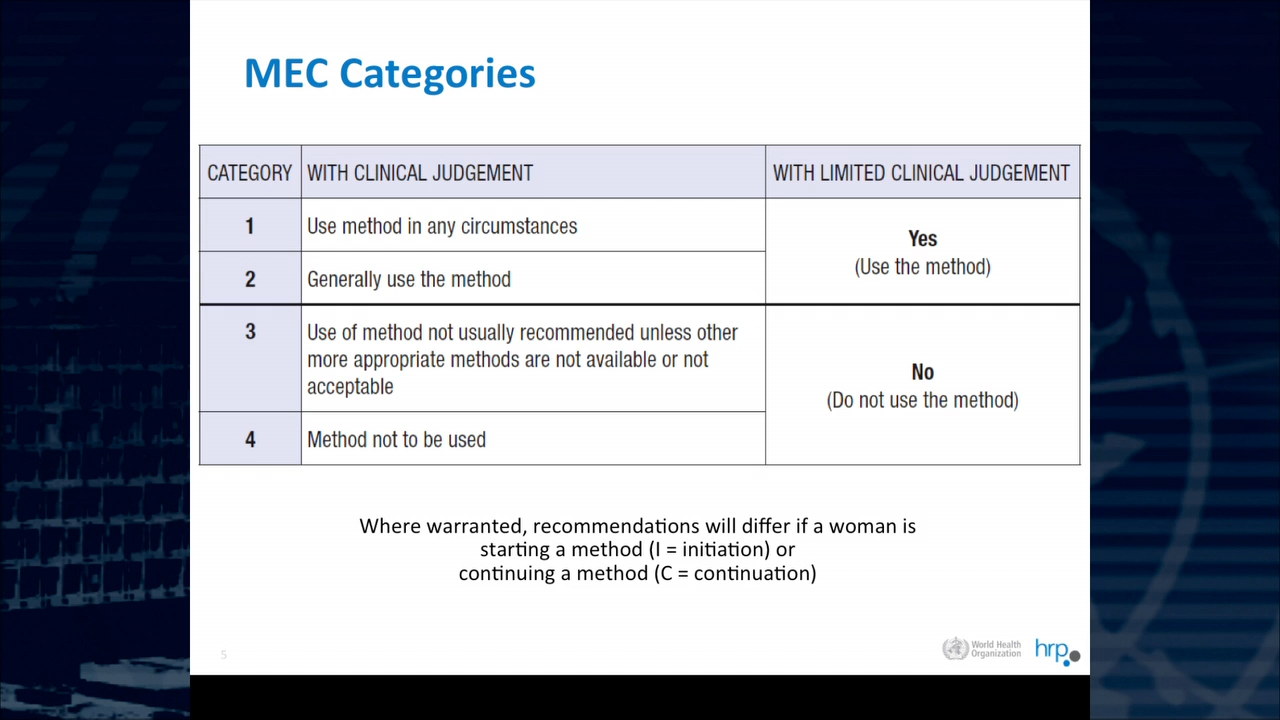 MEC Categories
CATEGORY WITH CLINICAL JUDGEMENT WITH LIMITED CLINICAL JUDGEMENT
1 Use method in any circumstances
Yes
(Use the method)
2 Generally use the method
3 Use of method not usually recommended unless other
more appropriate methods are not available or not
acceptable
No
(Do not use the method)
4 Method not to be used
Where warranted, recommendations will differ if a woman is
starting a method (I = initiation) or
continuing a method (C = continuation)
5
World Health
Organization
hrp